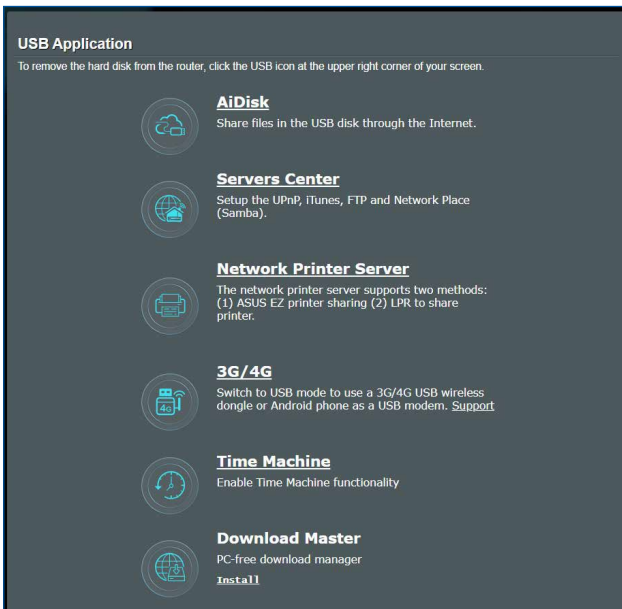 USB Application
To remove the hard disk from the router, click the USB icon at the upper right corner of your screen.
AiDisk
Share files in the USB disk through the Internet.
Servers Center
Setup the UPnP, iTunes, FTP and Network Place
(Samba).
Network Printer Server
The network printer server supports two methods:
(1) ASUS EZ printer sharing (2) LPR to share
printer.
3G/4G
4G
Switch to USB mode to use a 3G/4G USB wireless
dongle or Android phone as a USB modem. Support
Time Machine
Enable Time Machine functionality
Download Master
PC-free download manager
Install